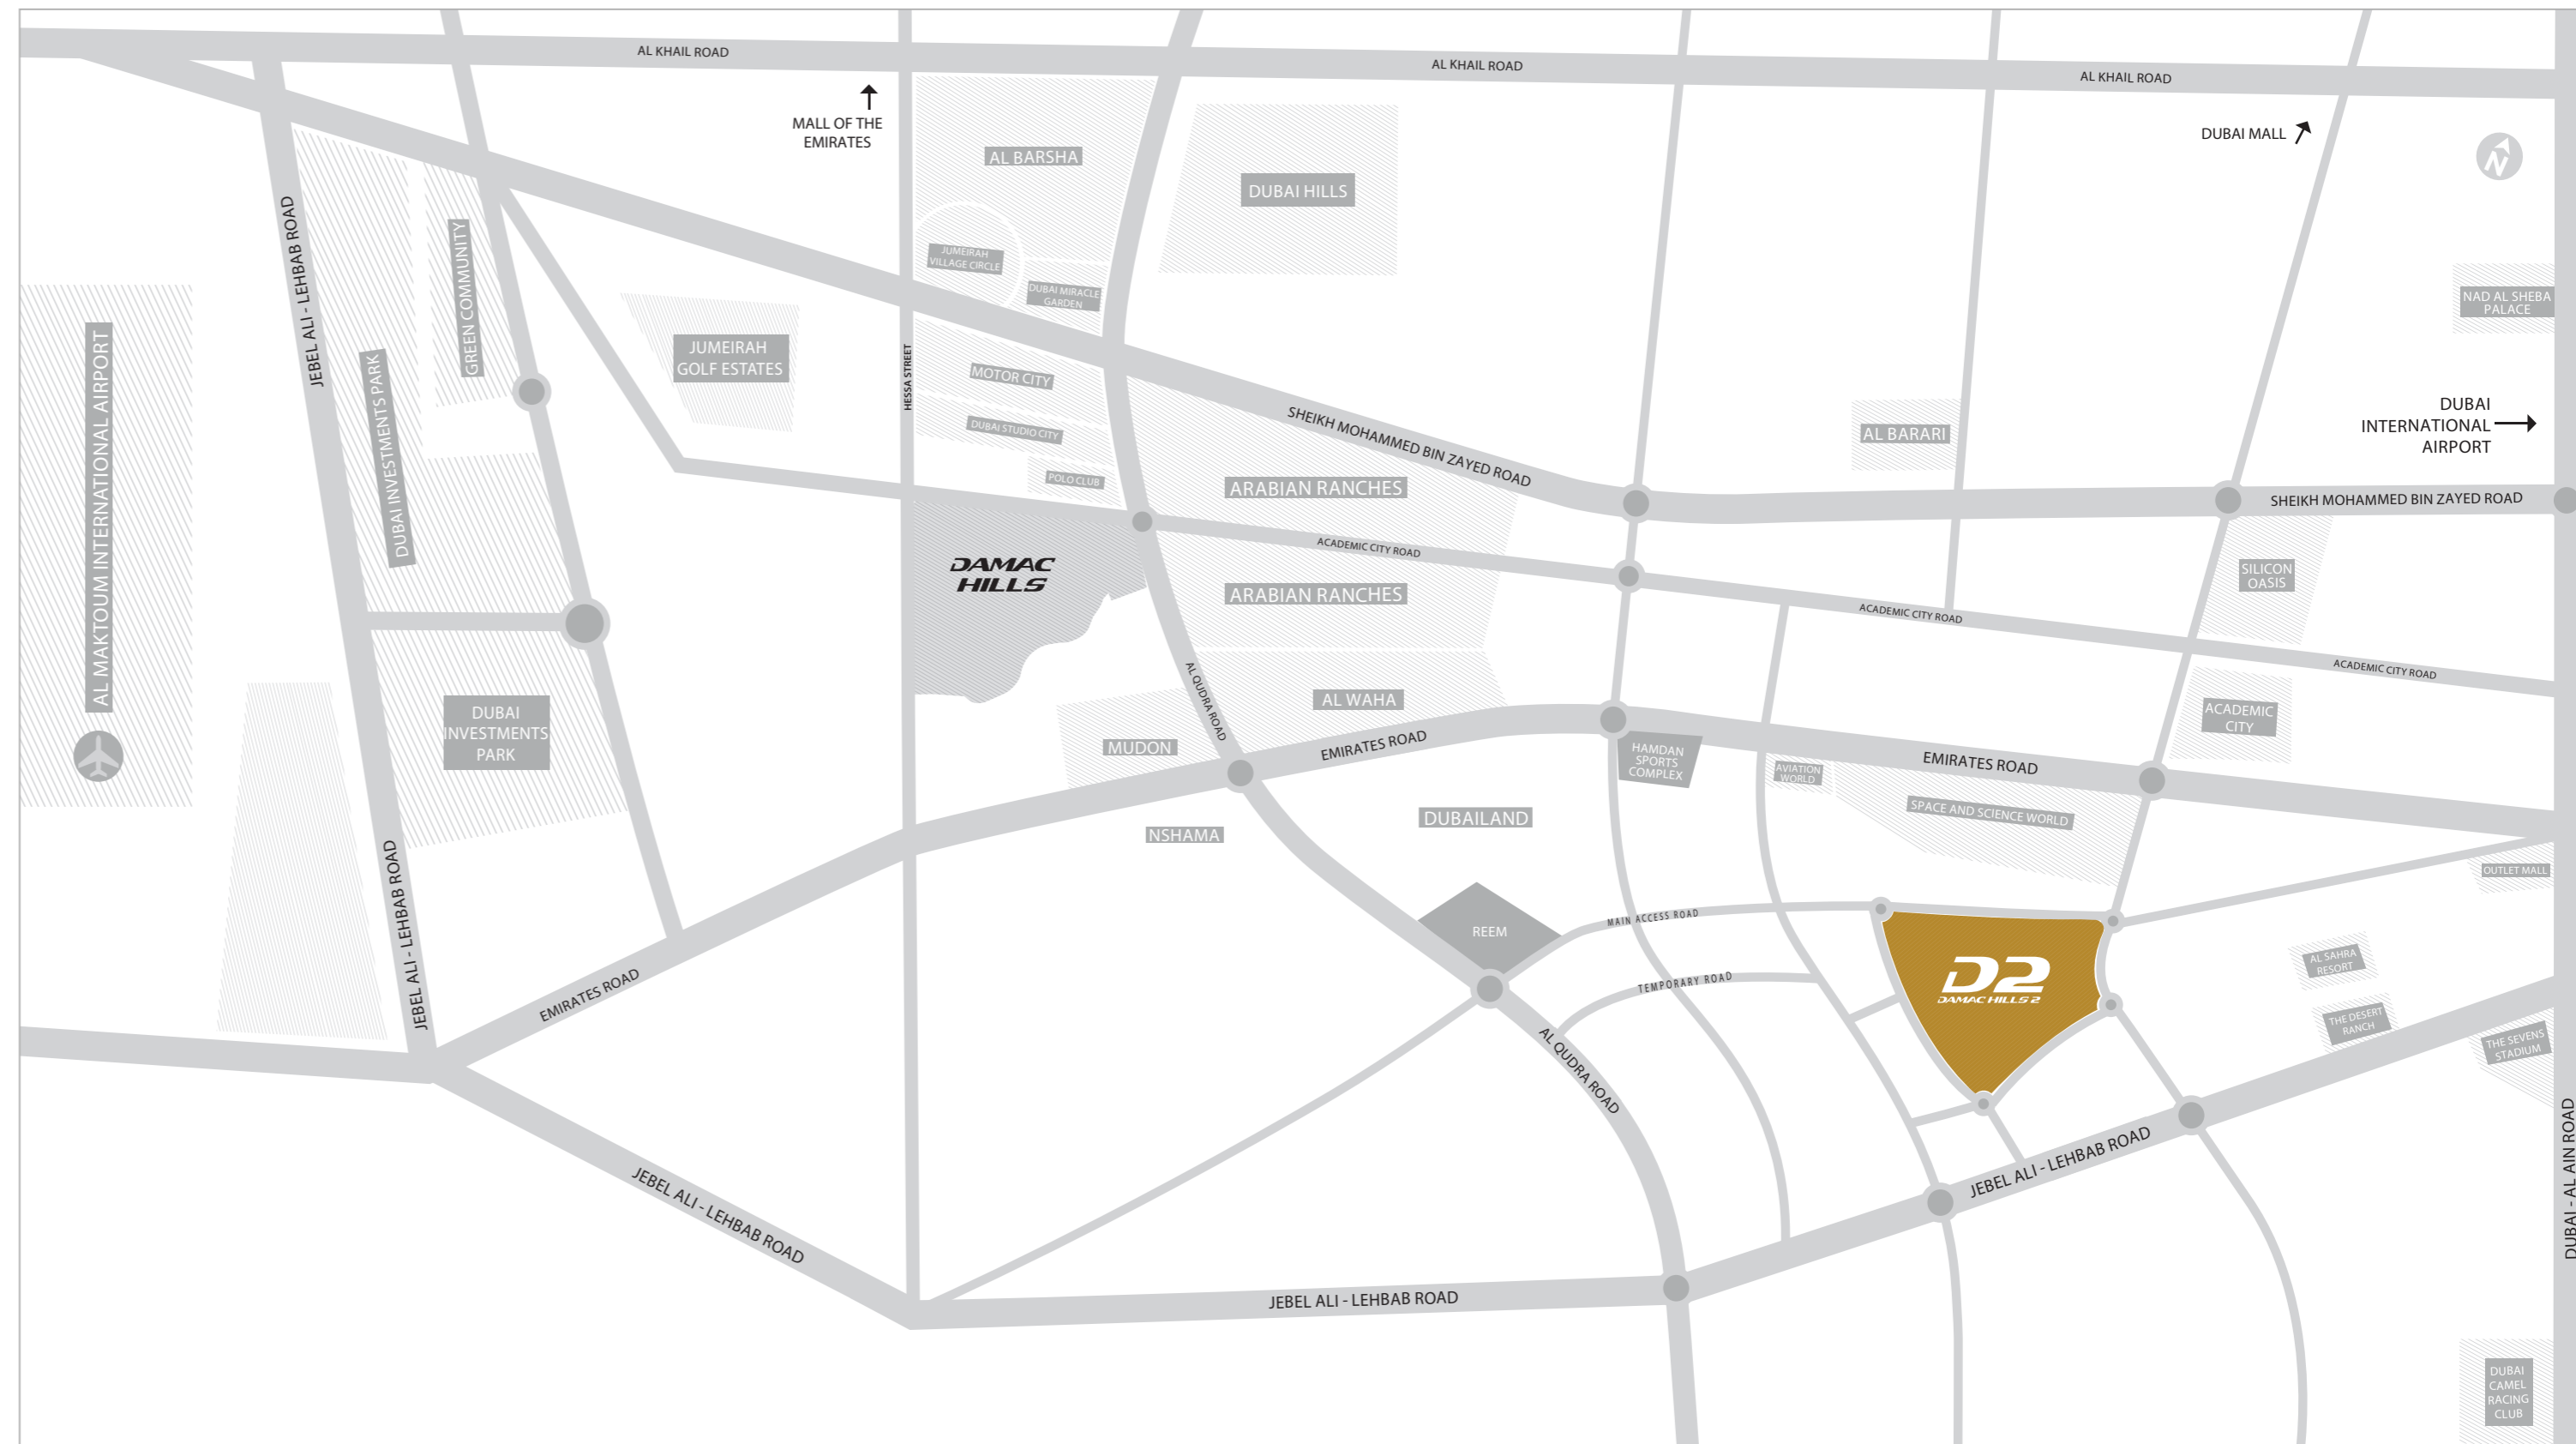 AL KHAIL ROAD
AL KHAIL ROAD
AL KHAIL ROAD
MALL OF THE
EMIRATES
DUBAI MALL
N
AL BARSHA
DUBAI HILLS
JEBEL ALI - LEHBAB ROAD
GREEN COMMUNITY
JUMEIRAH
VILLAGE CIRCLE
DUBAI MIRACLE
GARDEN
NAD AL SHEBA
PALACE
AL MAKTOUM INTERNATIONAL AIRPORT
DUBAI INVESTMENTS PARK
JUMEIRAH
GOLF ESTATES
HESSA STREET
MOTOR CITY
DUBAI STUDIO CITY
POLO CLUB
SHEIKH MOHAMMED BIN ZAYED ROAD
AL BARARI
DUBAI
INTERNATIONAL
AIRPORT
ARABIAN RANCHES
SHEIKH MOHAMMED BIN ZAYED ROAD
ACADEMIC CITY ROAD
DAMAC
HILLS
ARABIAN RANCHES
SILICON
OASIS
ACADEMIC CITY ROAD
ACADEMIC CITY ROAD
AL QUDRA ROAD
AL WAHA
ACADEMIC
CITY
DUBAI
INVESTMENTS
PARK
MUDON
EMIRATES ROAD
HAMDAN
SPORTS
COMPLEX
AVIATION
WORLD
EMIRATES ROAD
SPACE AND SCIENCE WORLD
NSHAMA
DUBAILAND
OUTLET MALL
JEBEL ALI - LEHBAB ROAD
REEM
MAIN ACCESS ROAD
TEMPORARY ROAD
D2
DAMAC HILLS 2
AL SAHRA
RESORT
THE DESERT
RANCH
THE SEVENS
STADIUM
EMIRATES ROAD
AL QUDRA ROAD
JEBEL ALI - LEHBAB ROAD
JEBEL ALI - LEHBAB ROAD
JEBEL ALI - LEHBAB ROAD
DUBAI - AL AIN ROAD
DUBAI
CAMEL
RACING
CLUB